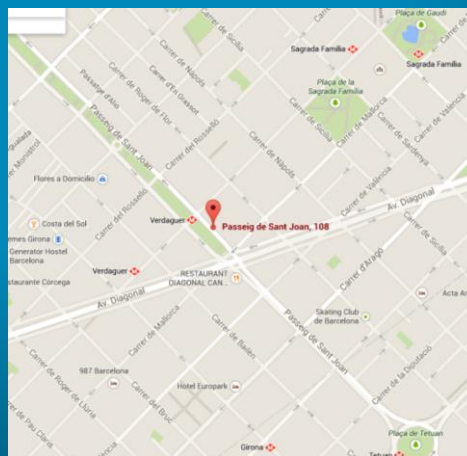 Plaça de Gaudí
Carrer de Sicília
Sagrada Família
Sagrada Família
Carrer de Nàpols
Plaça de la
Sagrada Família
Carrer d'En Grassot
Passatge d'Alió
Carrer de Roger de Flor
Carrer de Mallorca
Carrer de València
Passeig de Sant Joan
Carrer del Rosselló
Carrer de Sicília
Carrer de Sardenya
Carrer de Nàpols
Flores a Domicilio
Carrer del Rosselló
Carrer de València
Av. Diagonal
Costa del Sol
Verdaguer
Passeig de Sant Joan, 108
Carrer de Sicília
Generator Hostel
Barcelona
Verdaguer
RESTAURANT
DIAGONAL CAN...
Carrer d'Aragó
Av. Diagonal
Carrer de Mallorca
Carrer de Bailèn
Skating Club
de Barcelona
Passeig de Sant Joan
987 Barcelona
Carrer de la Diputació
Hotel Europark
Carrer de Roger de Llúria
Carrer del Bruc
Carrer de Pau Claris
Girona
Plaça de Tetuan
Tetuan